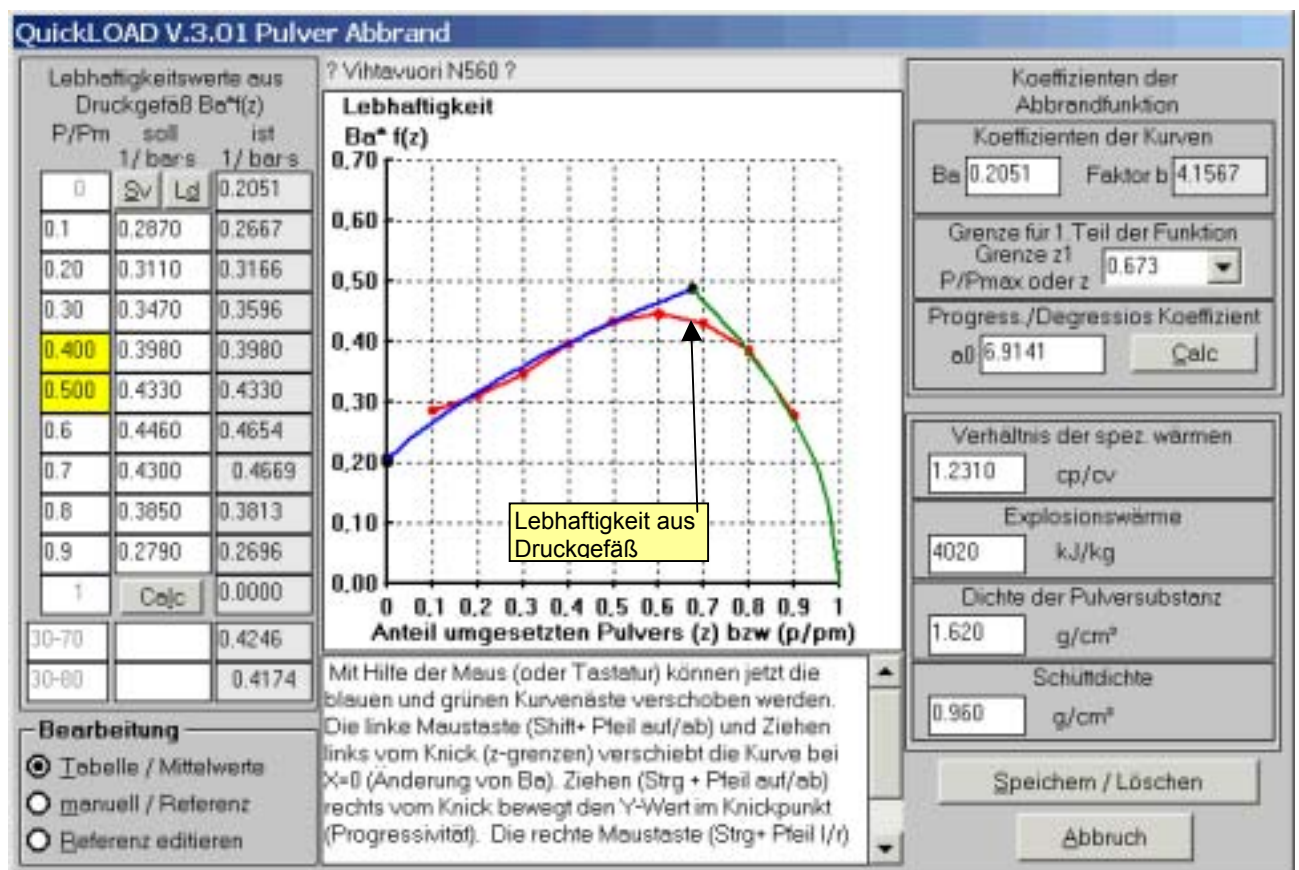 QuickLOAD V.3.01 Pulver Abbrand
Lebhaftigkeitswerte aus
Druckgefäß Ba*f(z)
P/Pm soll ist
1/bar·s 1/bar·s
0 Sv Ld 0.2051
0.1 0.2870 0.2667
0.20 0.3110 0.3166
0.30 0.3470 0.3596
0.400 0.3980 0.3980
0.500 0.4330 0.4330
0.6 0.4460 0.4654
0.7 0.4300 0.4669
0.8 0.3850 0.3813
0.9 0.2790 0.2696
1 Calc 0.0000
30-70 0.4246
30-80 0.4174
Bearbeitung
Tabelle / Mittelwerte
manuell / Referenz
Referenz editieren
? Vihtavuori N560 ?
Lebhaftigkeit
Ba* f(z)
0.70
0.60
0.50
0.40
0.30
0.20
0.10
0.00
0 0.1 0.2 0.3 0.4 0.5 0.6 0.7 0.8 0.9 1
Anteil umgesetzten Pulvers (z) bzw (p/pm)
Lebhaftigkeit aus
Druckgefäß
Mit Hilfe der Maus (oder Tastatur) können jetzt die
blauen und grünen Kurvenäste verschoben werden.
Die linke Maustaste (Shift+ Pfeil auf/ab) und Ziehen
links vom Knick (z-grenzen) verschiebt die Kurve bei
X=0 (Änderung von Ba). Ziehen (Strg + Pfeil auf/ab)
rechts vom Knick bewegt den Y-Wert im Knickpunkt
(Progressivität). Die rechte Maustaste (Strg+ Pfeil l/r)
Koeffizienten der
Abbrandfunktion
Koeffizienten der Kurven
Ba 0.2051 Faktor b 4.1567
Grenze für 1.Teil der Funktion
Grenze z1
P/Pmax oder z 0.673
Progress./Degressios Koeffizient
a0 6.9141 Calc
Verhältnis der spez. wärmen
1.2310 cp/cv
Explosionswärme
4020 kJ/kg
Dichte der Pulversubstanz
1.620 g/cm³
Schüttdichte
0.960 g/cm³
Speichern / Löschen
Abbruch